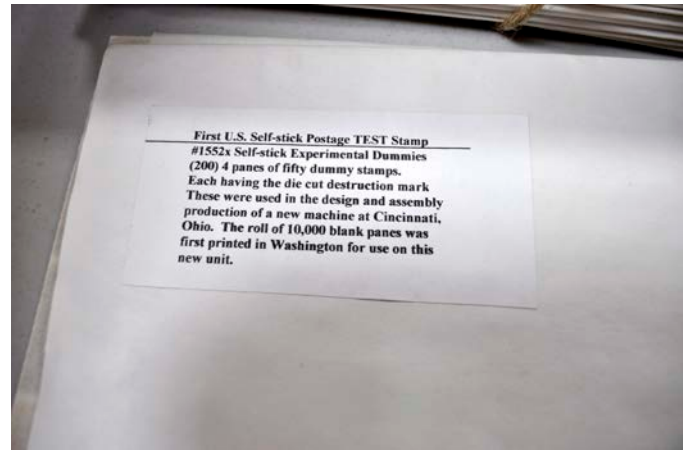 First U.S. Self-stick Postage TEST Stamp
#1552x Self-stick Experimental Dummies
(200) 4 panes of fifty dummy stamps.
Each having the die cut destruction mark
These were used in the design and assembly
production of a new machine at Cincinnati,
Ohio. The roll of 10,000 blank panes was
first printed in Washington for use on this
new unit.